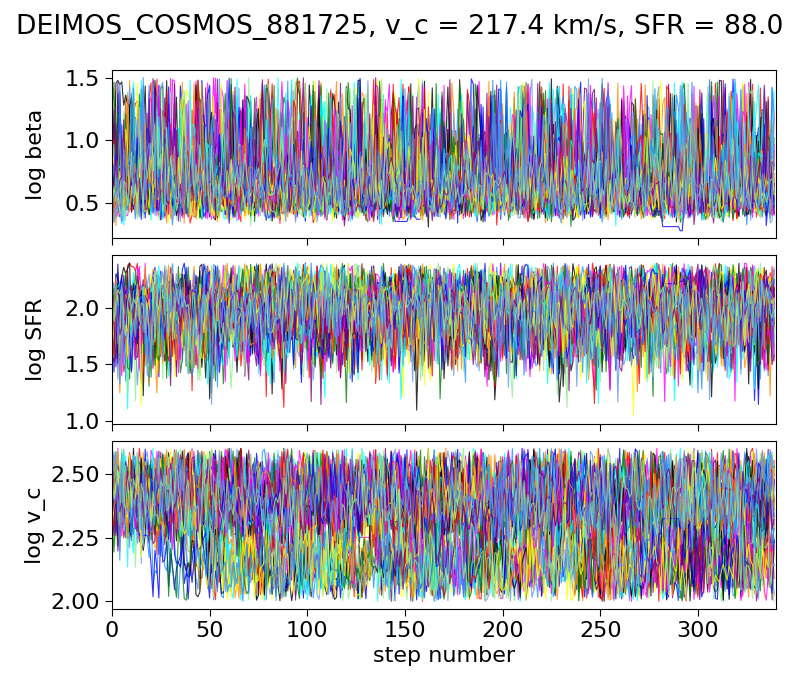 DEIMOS_COSMOS_881725, v_c = 217.4 km/s, SFR = 88.0
1.5
1.0
0.5
log beta
2.0
1.5
1.0
log SFR
2.50
2.25
2.00
log v_c
0 50 100 150 200 250 300
step number